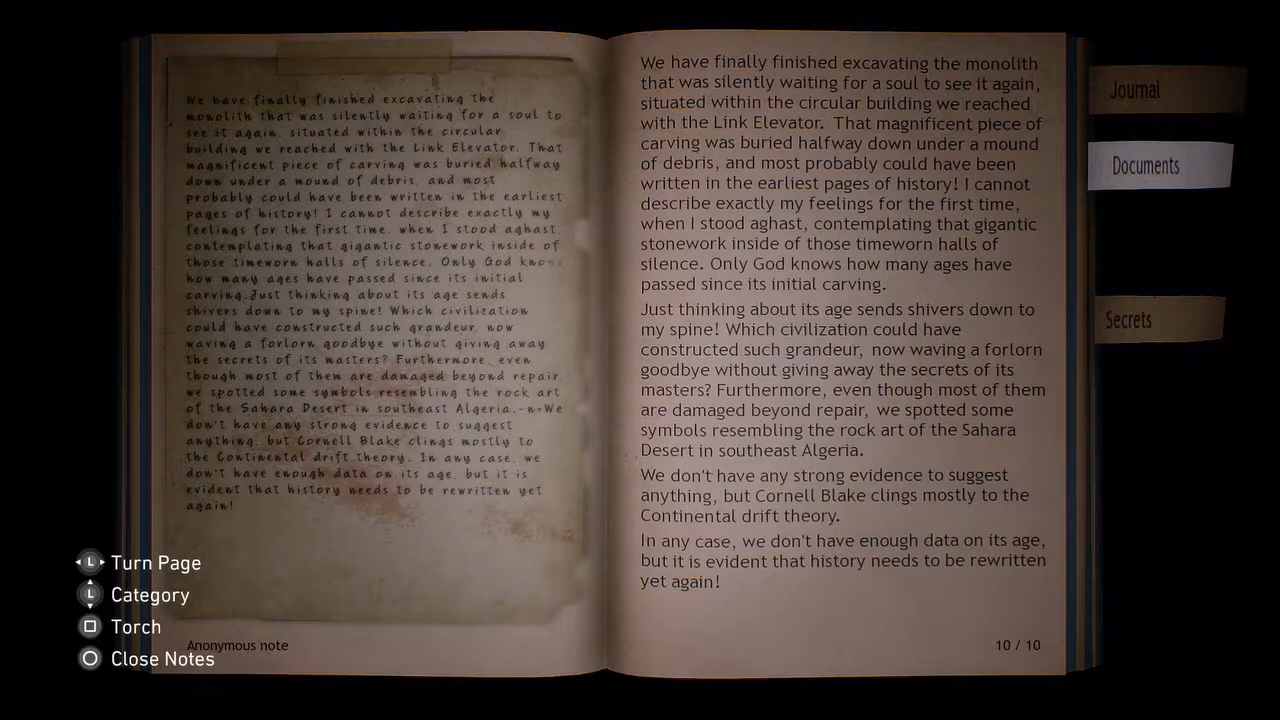 We have finally finished excavating the
monolith that was silently waiting for a soul to
see it again, situated within the circular
building we reached with the Link Elevator. That
magnificent piece of carving was buried halfway
down under a mound of debris, and most
probably could have been written in the earliest
pages of history! I cannot describe exactly my
feelings for the first time, when I stood aghast,
contemplating that gigantic stonework inside of
those timeworn halls of silence. Only God knows
how many ages have passed since its initial
carving.Just thinking about its age sends
shivers down to my spine! Which civilization
could have constructed such grandeur, now
waving a forlorn goodbye without giving away
the secrets of its masters? Furthermore, even
though most of them are damaged beyond repair,
we spotted some symbols resembling the rock art
of the Sahara Desert in southeast Algeria.-n>We
don't have any strong evidence to suggest
anything, but Cornell Blake clings mostly to
the Continental drift theory. In any case, we
don't have enough data on its age, but it is
evident that history needs to be rewritten yet
again!
Anonymous note
We have finally finished excavating the monolith
that was silently waiting for a soul to see it again,
situated within the circular building we reached
with the Link Elevator. That magnificent piece of
carving was buried halfway down under a mound
of debris, and most probably could have been
written in the earliest pages of history! I cannot
describe exactly my feelings for the first time,
when I stood aghast, contemplating that gigantic
stonework inside of those timeworn halls of
silence. Only God knows how many ages have
passed since its initial carving.
Just thinking about its age sends shivers down to
my spine! Which civilization could have
constructed such grandeur, now waving a forlorn
goodbye without giving away the secrets of its
masters? Furthermore, even though most of them
are damaged beyond repair, we spotted some
symbols resembling the rock art of the Sahara
Desert in southeast Algeria.
We don't have any strong evidence to suggest
anything, but Cornell Blake clings mostly to the
Continental drift theory.
In any case, we don't have enough data on its age,
but it is evident that history needs to be rewritten
yet again!
10 / 10
Journal
Documents
Secrets
L Turn Page
L Category
Torch
Close Notes